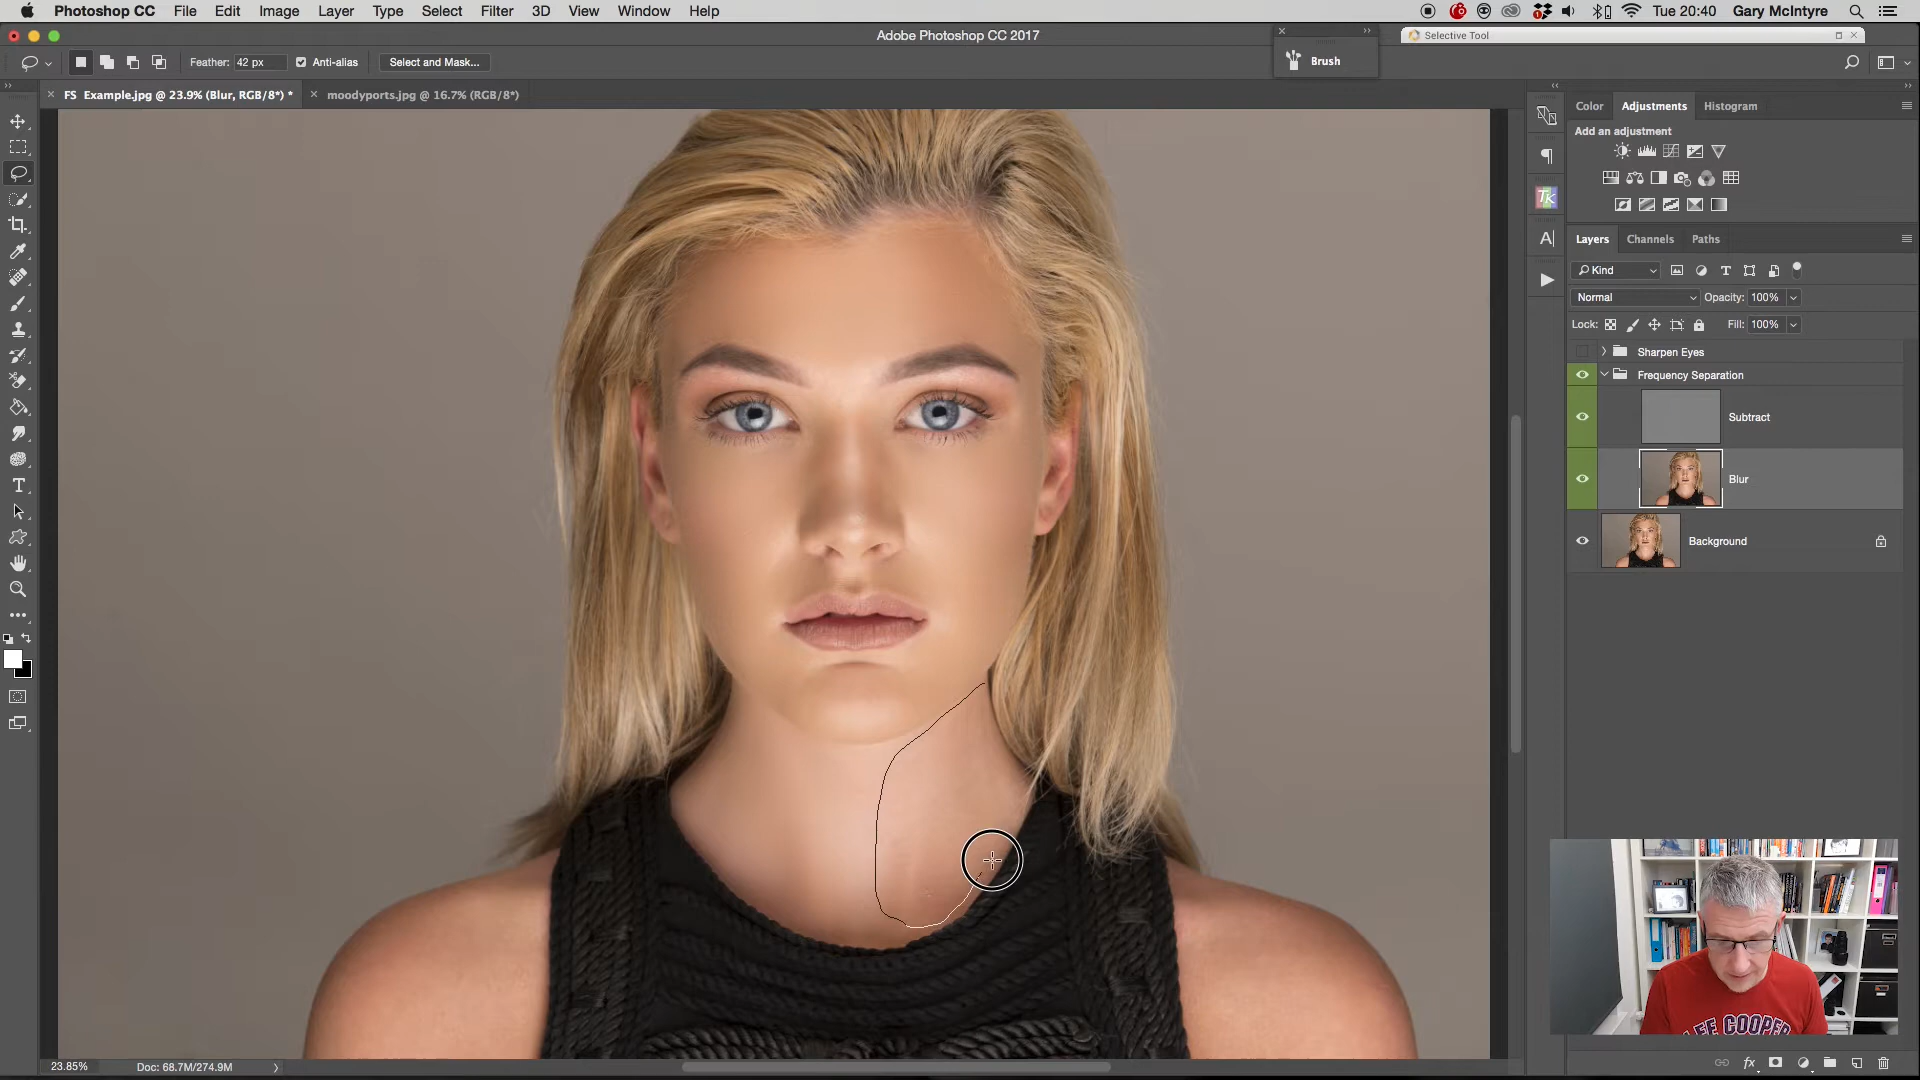 Photoshop CC File Edit Image Layer Type Select Filter 3D View Window Help Tue 20:40 Gary McIntyre
Adobe Photoshop CC 2017
Selective Tool
Feather: 42 px Anti-alias Select and Mask...
Brush
FS Example.jpg @ 23.9% (Blur, RGB/8*) * moodyports.jpg @ 16.7% (RGB/8*)
Color Adjustments Histogram
Add an adjustment
TK
A
Layers Channels Paths
Kind
Normal Opacity: 100%
Lock: Fill: 100%
Sharpen Eyes
Frequency Separation
Subtract
Blur
Background
LEE COOPER
23.85% Doc: 68.7M/274.9M
fx